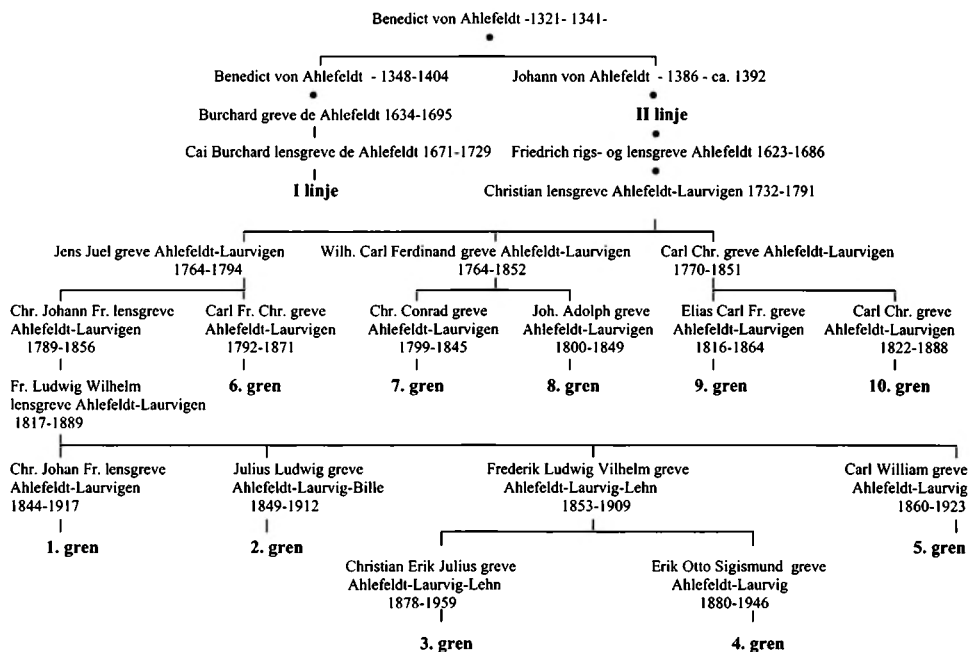 Benedict von Ahlefeldt -1321- 1341-
Benedict von Ahlefeldt - 1348-1404
Johann von Ahlefeldt - 1386 - ca. 1392
Burchard greve de Ahlefeldt 1634-1695
II linje
Cai Burchard lensgreve de Ahlefeldt 1671-1729
Friedrich rigs- og lensgreve Ahlefeldt 1623-1686
I linje
Christian lensgreve Ahlefeldt-Laurvigen 1732-1791
Jens Juel greve Ahlefeldt-Laurvigen
1764-1794
Wilh. Carl Ferdinand greve Ahlefeldt-Laurvigen
1764-1852
Carl Chr. greve Ahlefeldt-Laurvigen
1770-1851
Chr. Johann Fr. lensgreve
Ahlefeldt-Laurvigen
1789-1856
Carl Fr. Chr. greve
Ahlefeldt-Laurvigen
1792-1871
Chr. Conrad greve
Ahlefeldt-Laurvigen
1799-1845
Joh. Adolph greve
Ahlefeldt-Laurvigen
1800-1849
Elias Carl Fr. greve
Ahlefeldt-Laurvigen
1816-1864
Carl Chr. greve
Ahlefeldt-Laurvigen
1822-1888
Fr. Ludwig Wilhelm
lensgreve Ahlefeldt-Laurvigen
1817-1889
6. gren
7. gren
8. gren
9. gren
10. gren
Chr. Johan Fr. lensgreve
Ahlefeldt-Laurvigen
1844-1917
Julius Ludwig greve
Ahlefeldt-Laurvig-Bille
1849-1912
Frederik Ludwig Vilhelm greve
Ahlefeldt-Laurvig-Lehn
1853-1909
Carl William greve
Ahlefeldt-Laurvig
1860-1923
1. gren
2. gren
5. gren
Christian Erik Julius greve
Ahlefeldt-Laurvig-Lehn
1878-1959
Erik Otto Sigismund greve
Ahlefeldt-Laurvig
1880-1946
3. gren
4. gren